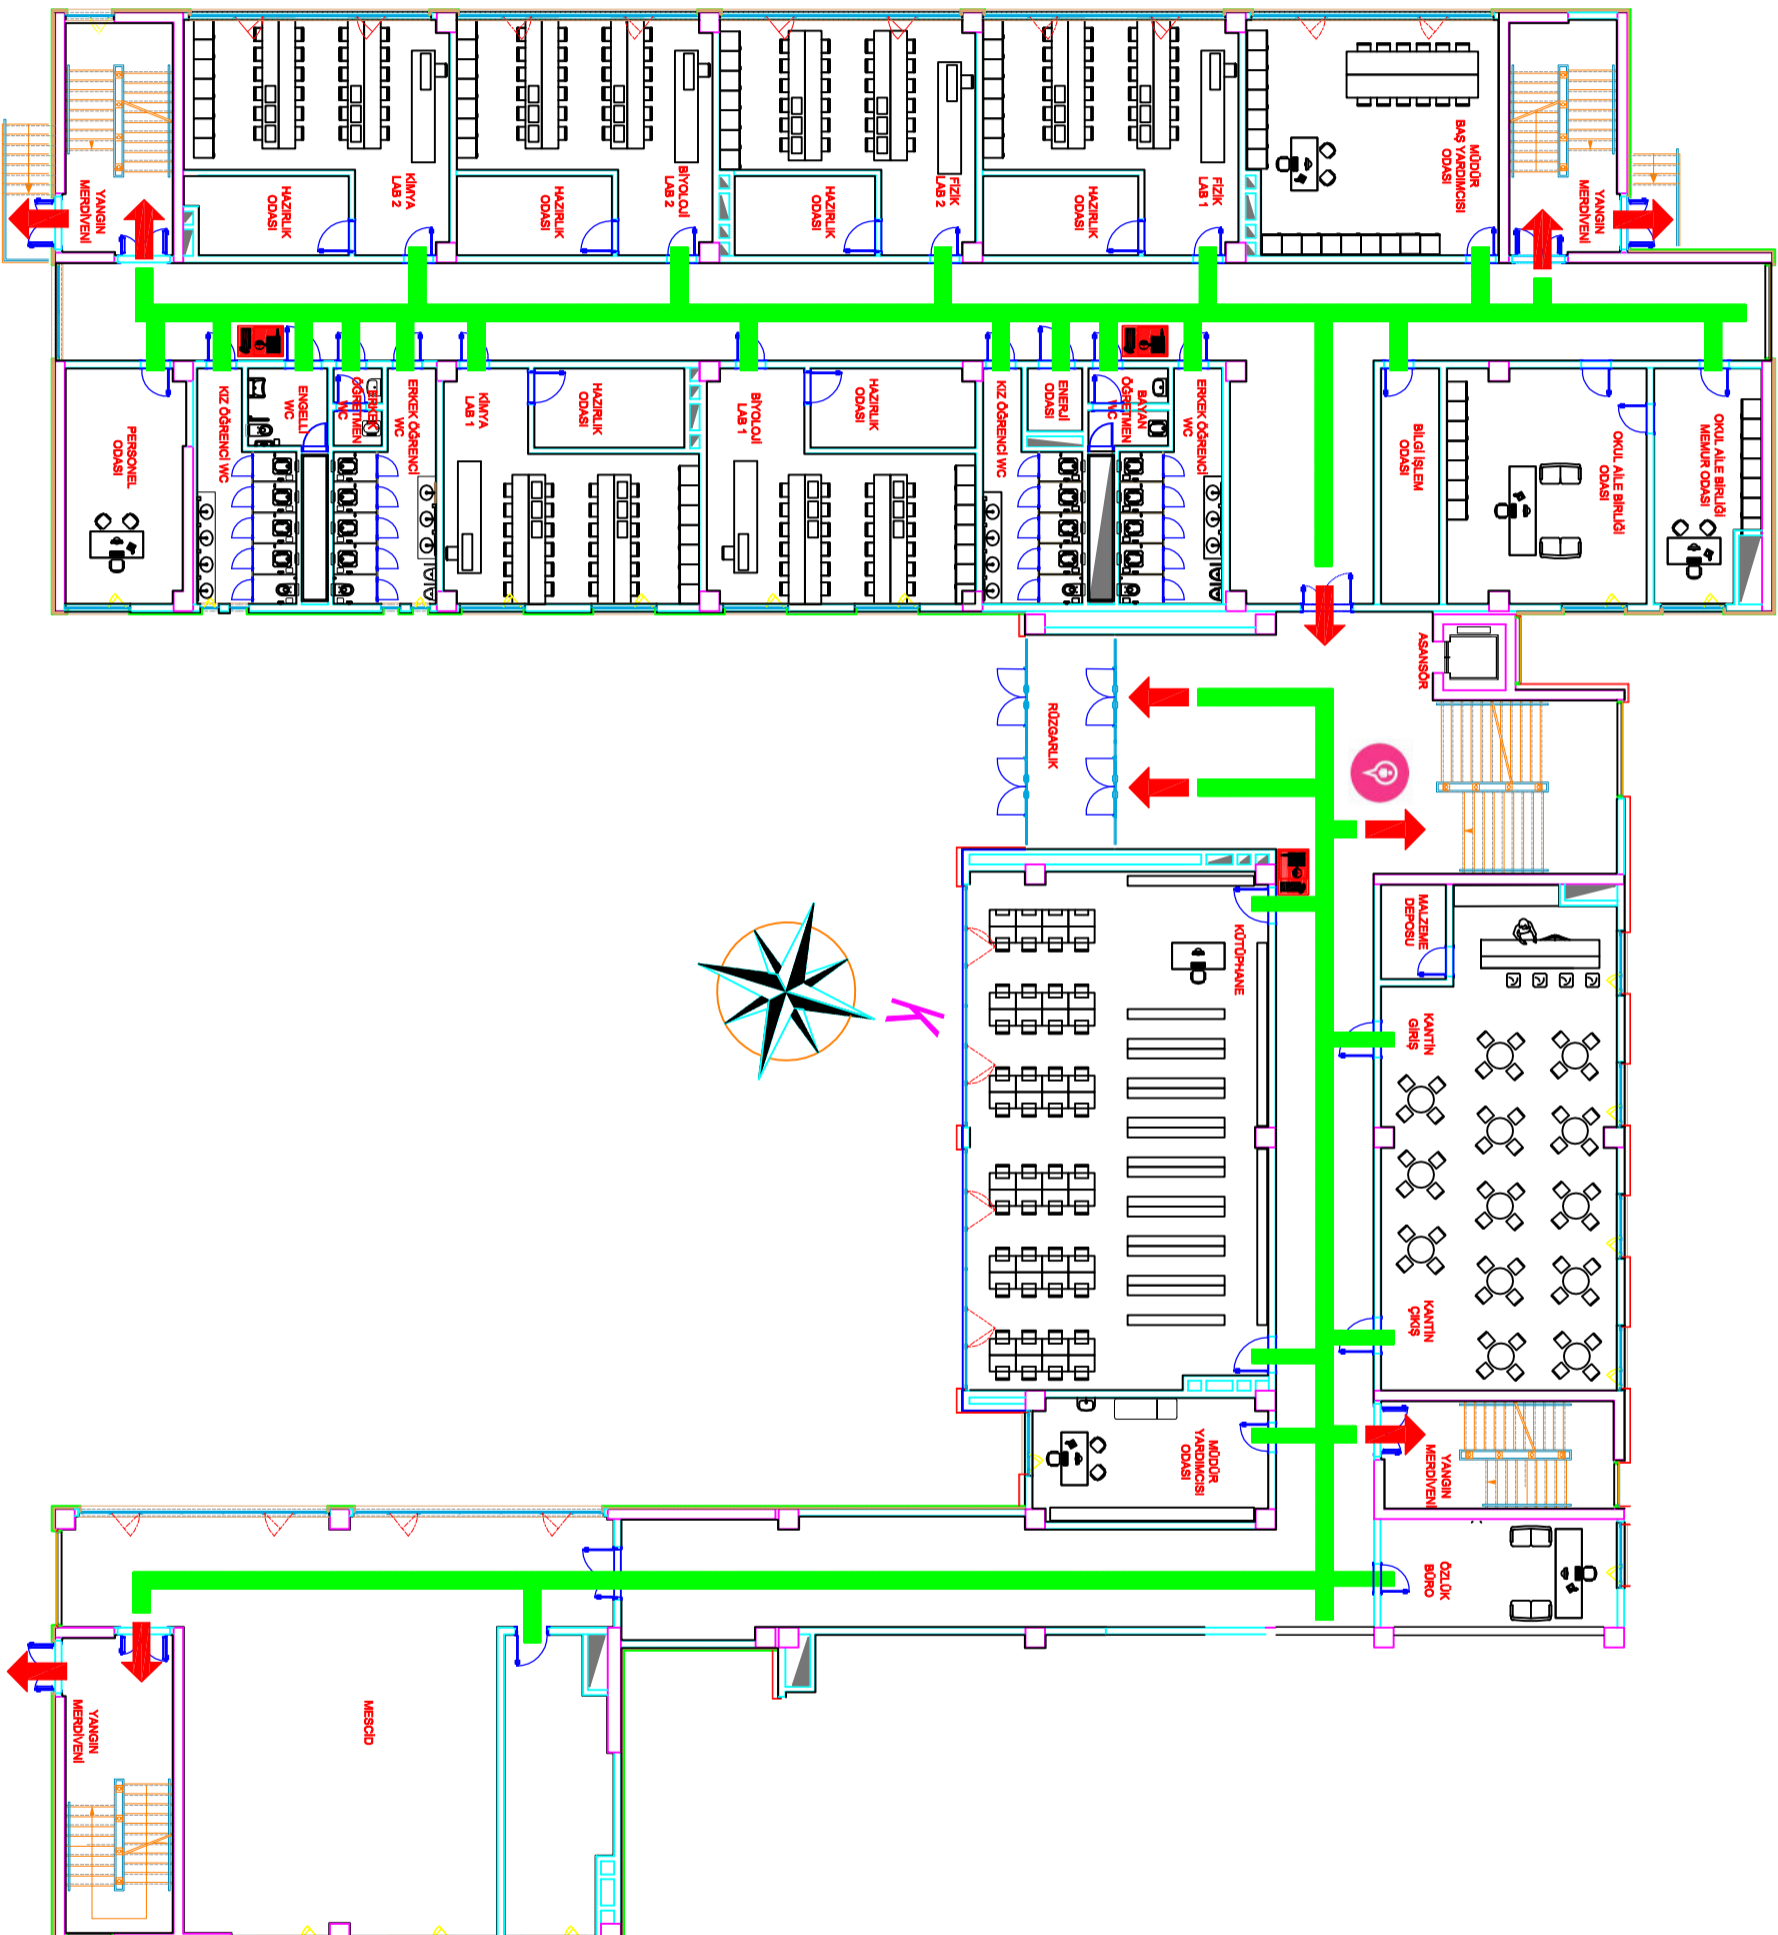 YANGIN
MERDİVENİ
HAZIRLIK
ODASI
KİMYA
LAB 2
HAZIRLIK
ODASI
BİYOLOJİ
LAB 2
HAZIRLIK
ODASI
FİZİK
LAB 2
HAZIRLIK
ODASI
FİZİK
LAB 1
MÜDÜR
BAŞ YARDIMCISI
ODASI
YANGIN
MERDİVENİ
PERSONEL
ODASI
KIZ ÖĞRENCİ WC
ENGELLİ
WC
ERKEK
ÖĞRETMEN
WC
ERKEK ÖĞRENCİ
WC
KİMYA
LAB 1
HAZIRLIK
ODASI
BİYOLOJİ
LAB 1
HAZIRLIK
ODASI
KIZ ÖĞRENCİ WC
ENERJİ
ODASI
BAYAN
ÖĞRETMEN
WC
ERKEK ÖĞRENCİ
WC
BİLGİ İŞLEM
ODASI
OKUL AİLE BİRLİĞİ
ODASI
OKUL AİLE BİRLİĞİ
MEMUR ODASI
ASANSÖR
RÜZGARLIK
KÜTÜPHANE
MALZEME
DEPOSU
K
KANTİN
GİRİŞ
KANTİN
ÇIKIŞ
MÜDÜR
YARDIMCISI
ODASI
YANGIN
MERDİVENİ
ÖZLÜK
BÜRO
YANGIN
MERDİVENİ
MESCİD